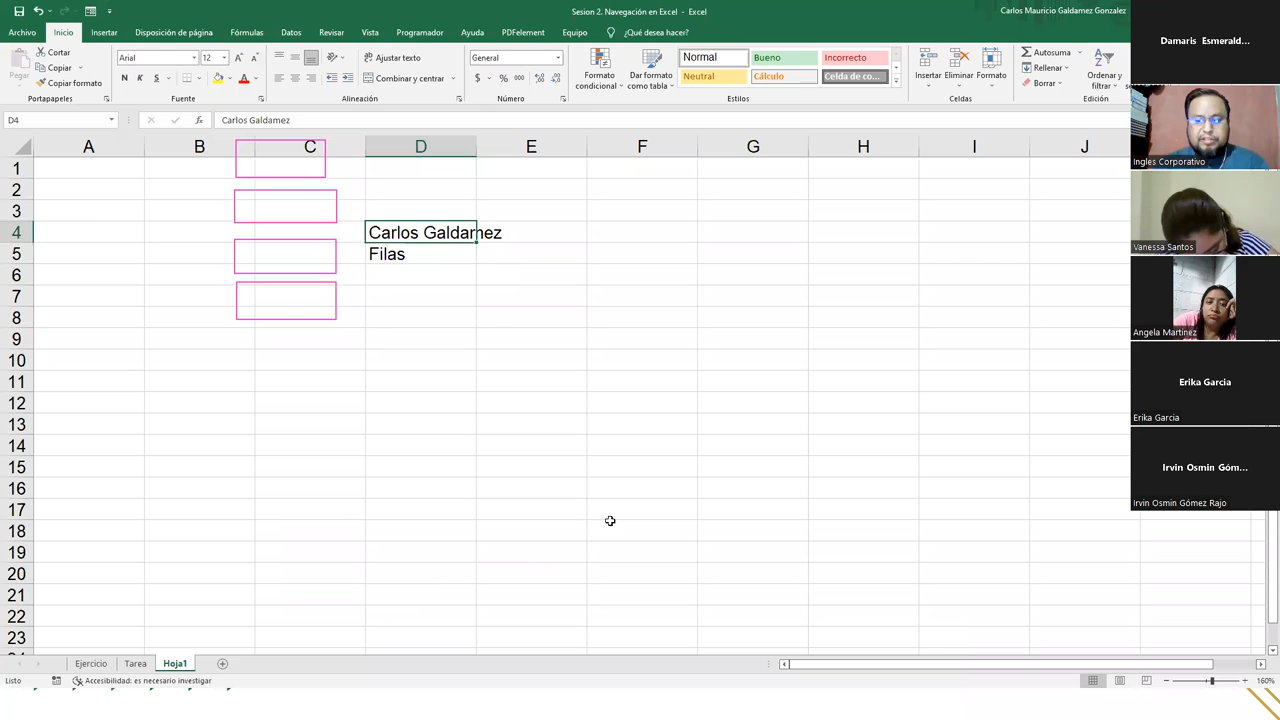 Sesion 2. Navegación en Excel - Excel
Carlos Mauricio Galdamez Gonzalez
Archivo Inicio Insertar Disposición de página Fórmulas Datos Revisar Vista Programador Ayuda PDFelement Equipo ¿Qué desea hacer?
Pegar
Cortar
Copiar
Copiar formato
Portapapeles
Arial 12
N K S
Fuente
Ajustar texto
Combinar y centrar
Alineación
General
$ % 000
Número
Formato condicional
Dar formato como tabla
Normal Bueno Incorrecto
Neutral Cálculo Celda de co...
Estilos
Insertar Eliminar Formato
Celdas
Autosuma
Rellenar
Borrar
Ordenar y filtrar
Edición
D4 fx Carlos Galdamez
A B C D E F G H I J
1
2
3
4 Carlos Galdamez
5 Filas
6
7
8
9
10
11
12
13
14
15
16
17
18
19
20
21
22
23
Ejercicio Tarea Hoja1
Listo Accesibilidad: es necesario investigar 160%
Damaris Esmerald...
Ingles Corporativo
Vanessa Santos
Angela Martinez
Erika Garcia
Erika Garcia
Irvin Osmin Góm...
Irvin Osmin Gómez Rajo